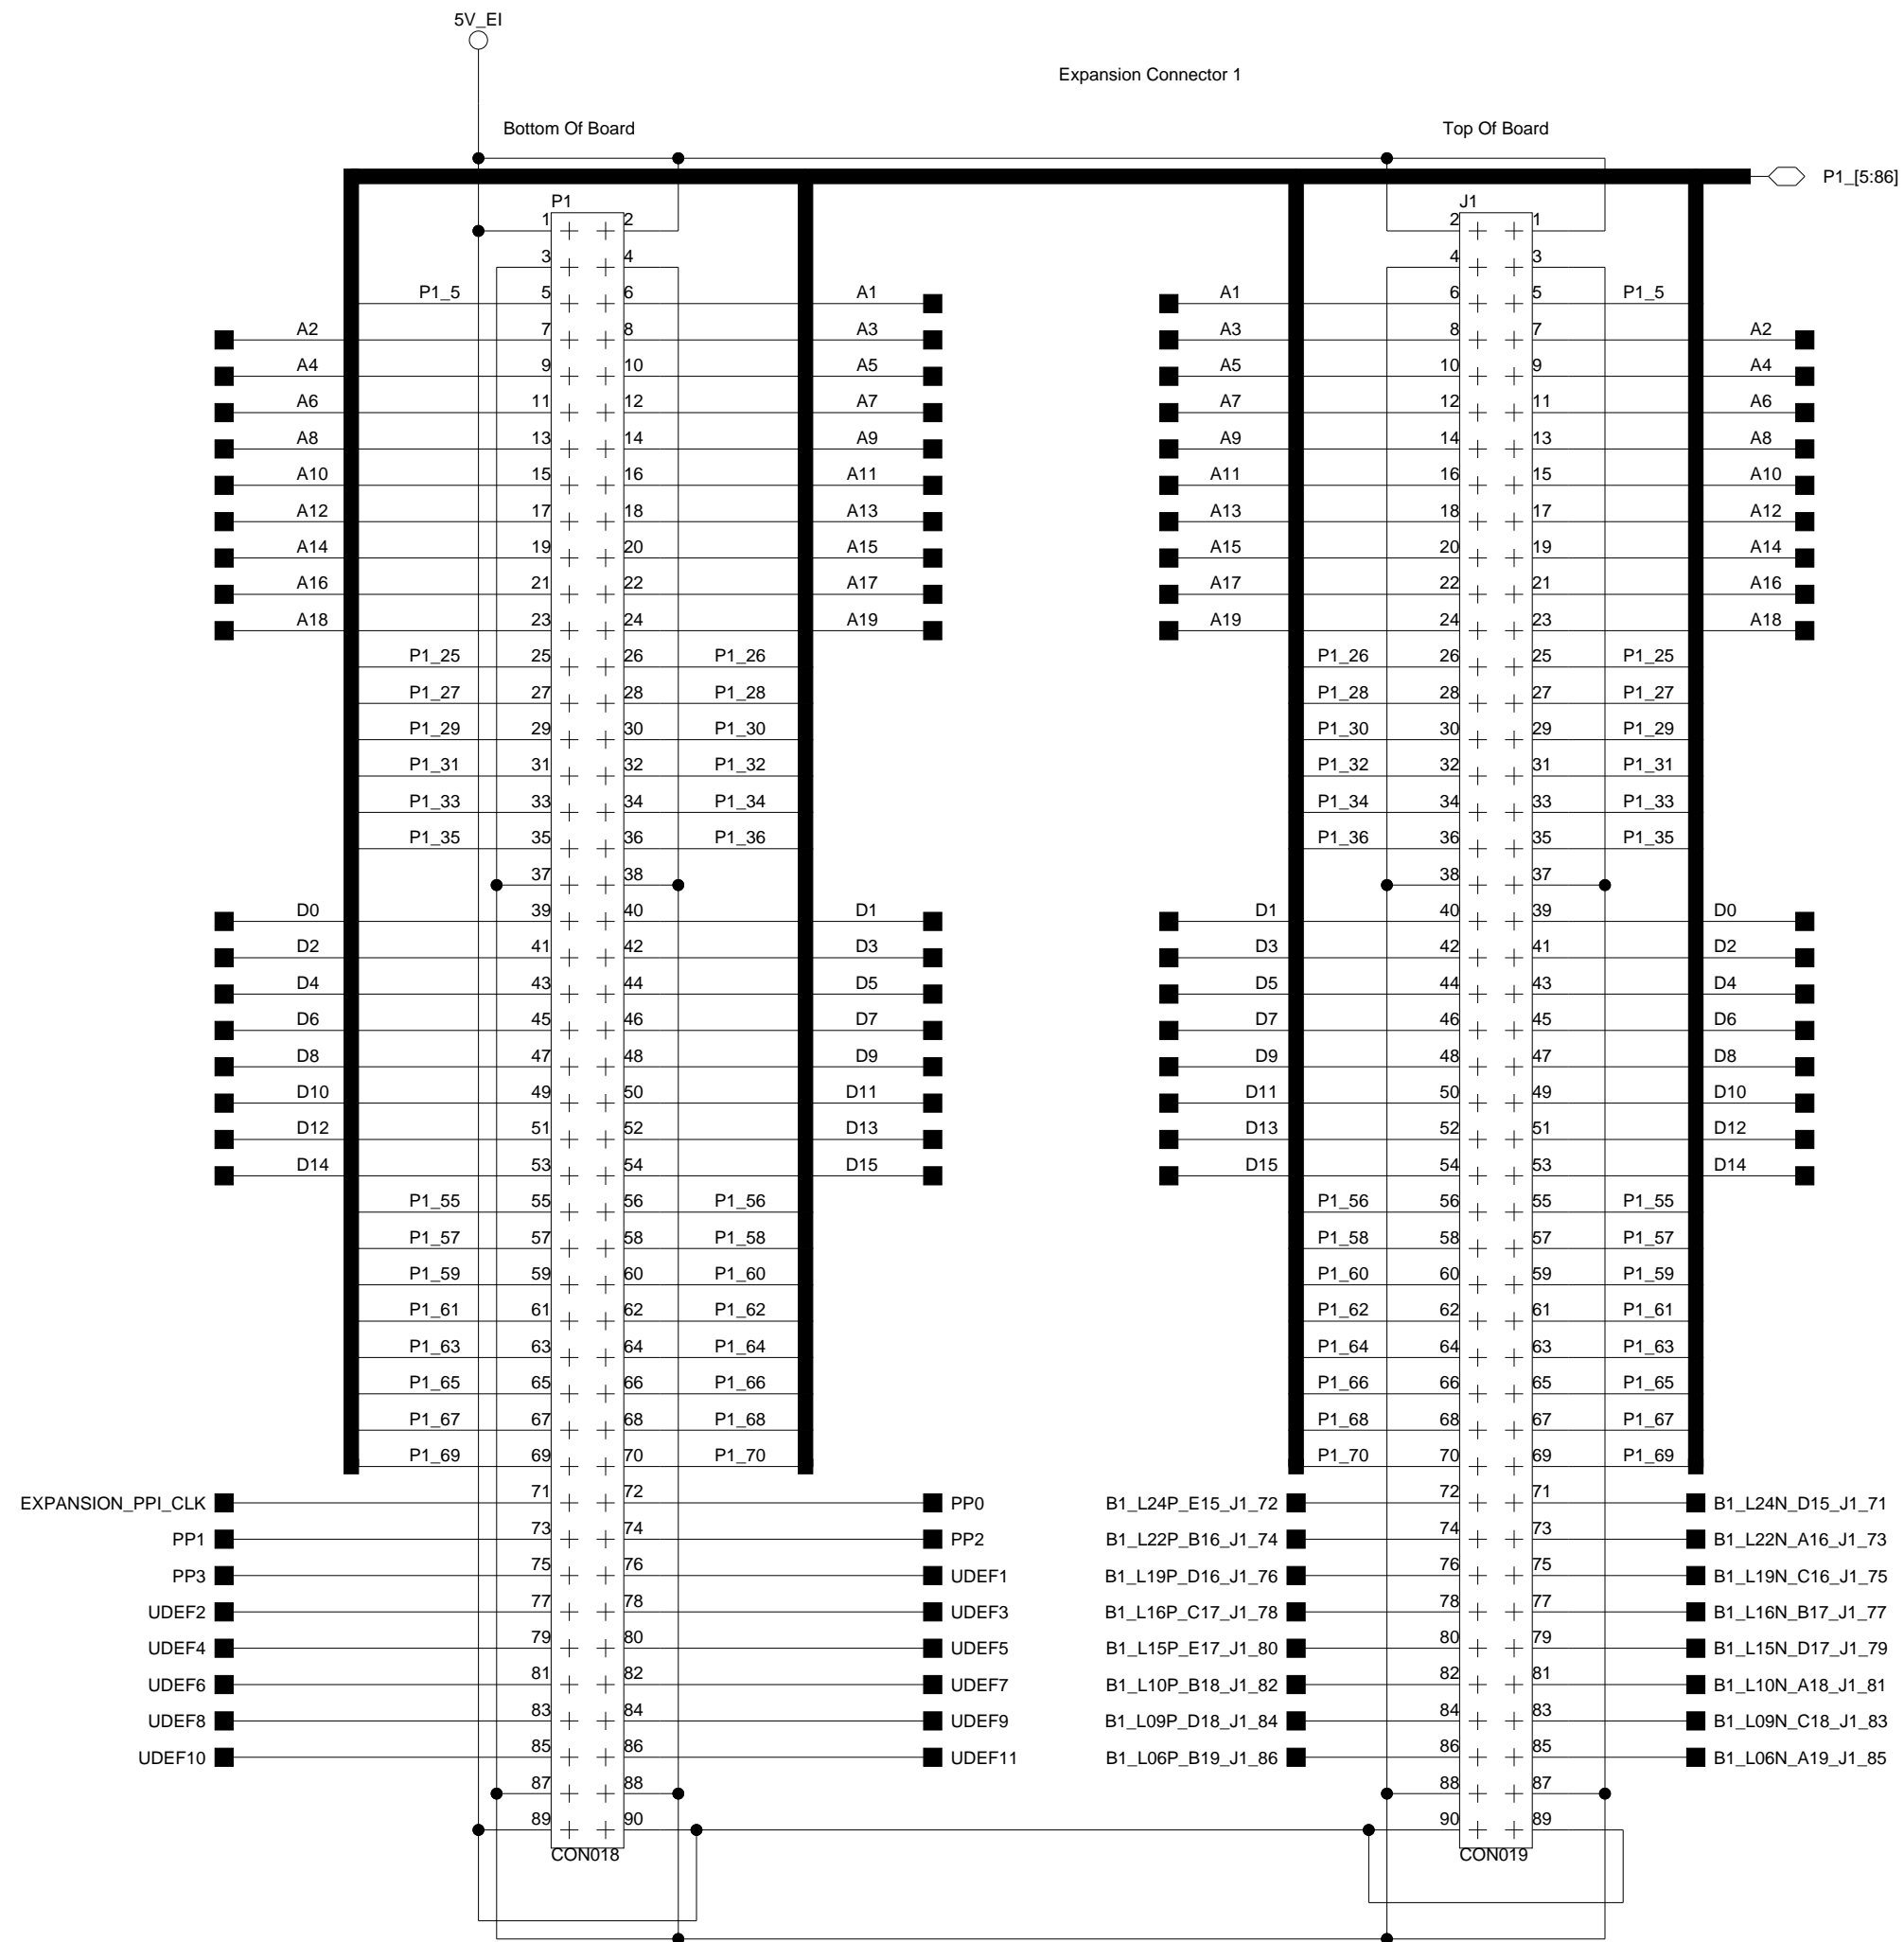 5V_EI
Expansion Connector 1
Bottom Of Board Top Of Board
P1_[5:86]
P1 J1
1 2 2 1
3 4 4 3
P1_5 5 6 A1 A1 6 5 P1_5
A2 7 8 A3 A3 8 7 A2
A4 9 10 A5 A5 10 9 A4
A6 11 12 A7 A7 12 11 A6
A8 13 14 A9 A9 14 13 A8
A10 15 16 A11 A11 16 15 A10
A12 17 18 A13 A13 18 17 A12
A14 19 20 A15 A15 20 19 A14
A16 21 22 A17 A17 22 21 A16
A18 23 24 A19 A19 24 23 A18
P1_25 25 26 P1_26 P1_26 26 25 P1_25
P1_27 27 28 P1_28 P1_28 28 27 P1_27
P1_29 29 30 P1_30 P1_30 30 29 P1_29
P1_31 31 32 P1_32 P1_32 32 31 P1_31
P1_33 33 34 P1_34 P1_34 34 33 P1_33
P1_35 35 36 P1_36 P1_36 36 35 P1_35
37 38 38 37
D0 39 40 D1 D1 40 39 D0
D2 41 42 D3 D3 42 41 D2
D4 43 44 D5 D5 44 43 D4
D6 45 46 D7 D7 46 45 D6
D8 47 48 D9 D9 48 47 D8
D10 49 50 D11 D11 50 49 D10
D12 51 52 D13 D13 52 51 D12
D14 53 54 D15 D15 54 53 D14
P1_55 55 56 P1_56 P1_56 56 55 P1_55
P1_57 57 58 P1_58 P1_58 58 57 P1_57
P1_59 59 60 P1_60 P1_60 60 59 P1_59
P1_61 61 62 P1_62 P1_62 62 61 P1_61
P1_63 63 64 P1_64 P1_64 64 63 P1_63
P1_65 65 66 P1_66 P1_66 66 65 P1_65
P1_67 67 68 P1_68 P1_68 68 67 P1_67
P1_69 69 70 P1_70 P1_70 70 69 P1_69
EXPANSION_PPI_CLK 71 72 PP0 B1_L24P_E15_J1_72 72 71 B1_L24N_D15_J1_71
PP1 73 74 PP2 B1_L22P_B16_J1_74 74 73 B1_L22N_A16_J1_73
PP3 75 76 UDEF1 B1_L19P_D16_J1_76 76 75 B1_L19N_C16_J1_75
UDEF2 77 78 UDEF3 B1_L16P_C17_J1_78 78 77 B1_L16N_B17_J1_77
UDEF4 79 80 UDEF5 B1_L15P_E17_J1_80 80 79 B1_L15N_D17_J1_79
UDEF6 81 82 UDEF7 B1_L10P_B18_J1_82 82 81 B1_L10N_A18_J1_81
UDEF8 83 84 UDEF9 B1_L09P_D18_J1_84 84 83 B1_L09N_C18_J1_83
UDEF10 85 86 UDEF11 B1_L06P_B19_J1_86 86 85 B1_L06N_A19_J1_85
87 88 88 87
89 90 90 89
CON018 CON019